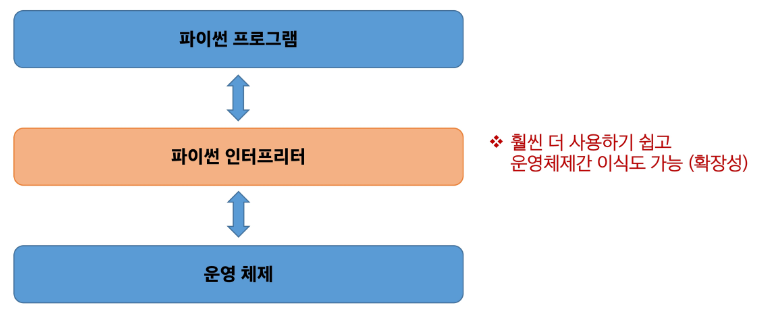 파이썬 프로그램
파이썬 인터프리터
❖ 훨씬 더 사용하기 쉽고
운영체제간 이식도 가능 (확장성)
운영 체제